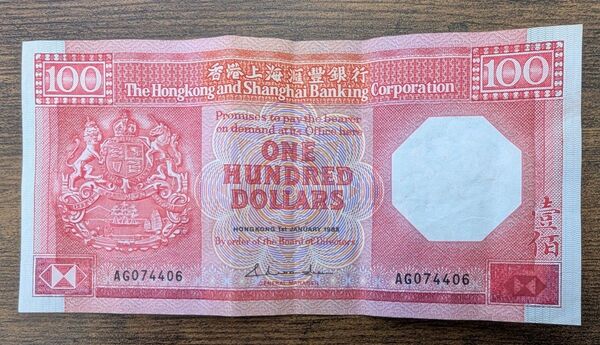 100
香港上海滙豐銀行
100
The Hongkong and Shanghai Banking Corporation
Promises to pay the bearer
on demand at its Office here
ONE
HUNDRED
DOLLARS
HONGKONG 1st JANUARY 1988
By order of the Board of Directors
GENERAL MANAGER
AG074406
AG074406
壹佰